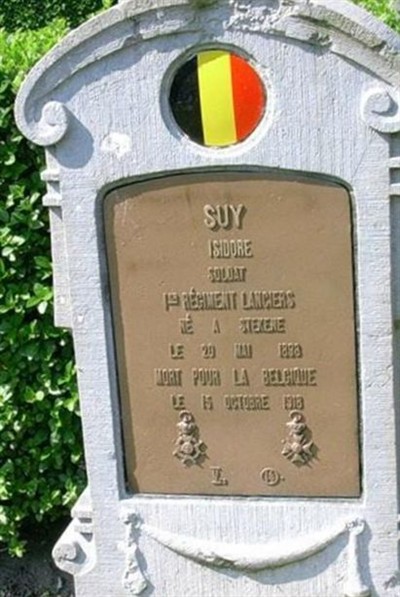 SUY
ISIDORE
SOLDAT
1ER RÉGIMENT LANCIERS
NÉ A STEKENE
LE 20 MAI 1898
MORT POUR LA BELGIQUE
LE 15 OCTOBRE 1918
V.